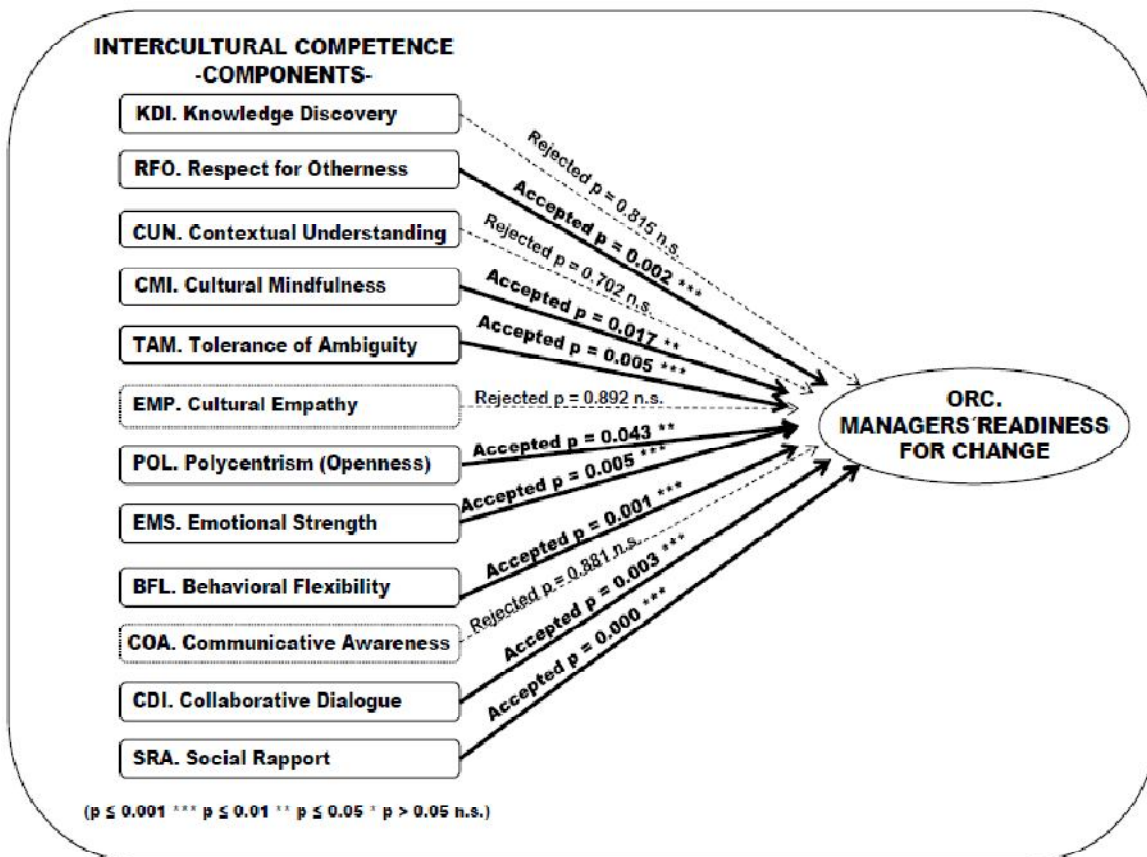 INTERCULTURAL COMPETENCE
-COMPONENTS-
KDI. Knowledge Discovery
RFO. Respect for Otherness
CUN. Contextual Understanding
CMI. Cultural Mindfulness
TAM. Tolerance of Ambiguity
EMP. Cultural Empathy
POL. Polycentrism (Openness)
EMS. Emotional Strength
BFL. Behavioral Flexibility
COA. Communicative Awareness
CDI. Collaborative Dialogue
SRA. Social Rapport
Rejected p = 0.815 n.s.
Accepted p = 0.002 ***
Rejected p = 0.702 n.s.
Accepted p = 0.017 **
Accepted p = 0.005 ***
Rejected p = 0.892 n.s.
Accepted p = 0.043 **
Accepted p = 0.005 ***
Accepted p = 0.001 ***
Rejected p = 0.881 n.s.
Accepted p = 0.003 ***
Accepted p = 0.000 ***
ORC.
MANAGERS´READINESS
FOR CHANGE
(p ≤ 0.001 *** p ≤ 0.01 ** p ≤ 0.05 * p > 0.05 n.s.)